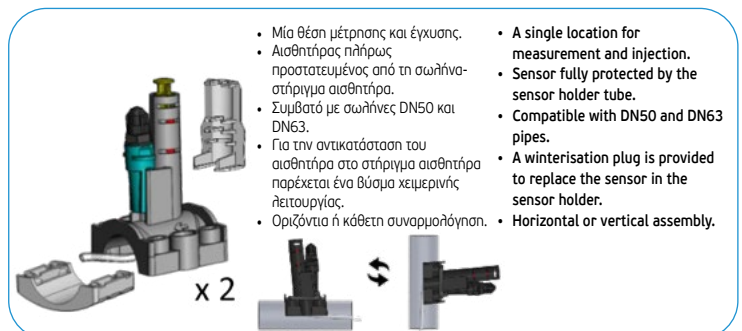 • Μία θέση μέτρησης και έγχυσης.
• Αισθητήρας πλήρως
προστατευμένος από τη σωλήνα-
στήριγμα αισθητήρα.
• Συμβατό με σωλήνες DN50 και
DN63.
• Για την αντικατάσταση του
αισθητήρα στο στήριγμα αισθητήρα
παρέχεται ένα βύσμα χειμερινής
λειτουργίας.
• Οριζόντια ή κάθετη συναρμολόγηση.
• A single location for
measurement and injection.
• Sensor fully protected by the
sensor holder tube.
• Compatible with DN50 and DN63
pipes.
• A winterisation plug is provided
to replace the sensor in the
sensor holder.
• Horizontal or vertical assembly.
x 2